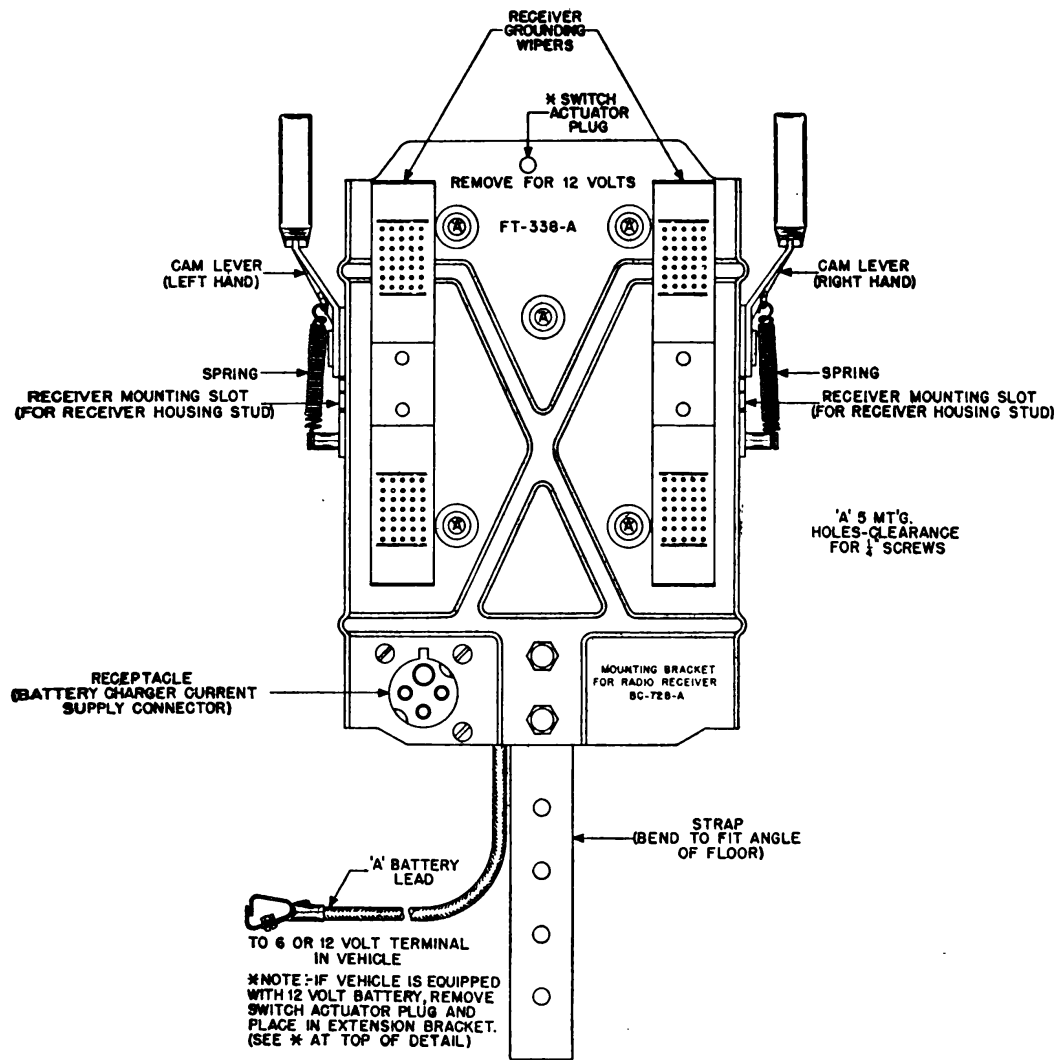 RECEIVER
GROUNDING
WIPERS
* SWITCH
ACTUATOR
PLUG
REMOVE FOR 12 VOLTS
FT-338-A
A
A
A
CAM LEVER
(LEFT HAND)
CAM LEVER
(RIGHT HAND)
SPRING
SPRING
RECEIVER MOUNTING SLOT
(FOR RECEIVER HOUSING STUD)
RECEIVER MOUNTING SLOT
(FOR RECEIVER HOUSING STUD)
A
A
'A' 5 MT'G.
HOLES-CLEARANCE
FOR 1/4" SCREWS
RECEPTACLE
(BATTERY CHARGER CURRENT
SUPPLY CONNECTOR)
MOUNTING BRACKET
FOR RADIO RECEIVER
BC-728-A
STRAP
(BEND TO FIT ANGLE
OF FLOOR)
'A' BATTERY
LEAD
TO 6 OR 12 VOLT TERMINAL
IN VEHICLE
*NOTE:-IF VEHICLE IS EQUIPPED
WITH 12 VOLT BATTERY, REMOVE
SWITCH ACTUATOR PLUG AND
PLACE IN EXTENSION BRACKET.
(SEE * AT TOP OF DETAIL)